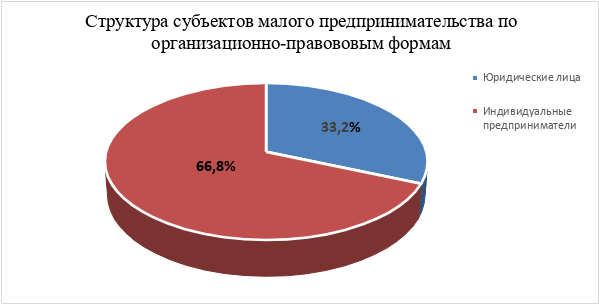 Структура субъектов малого предпринимательства по
организационно-правововым формам
Юридические лица
Индивидуальные
предприниматели
33,2%
66,8%